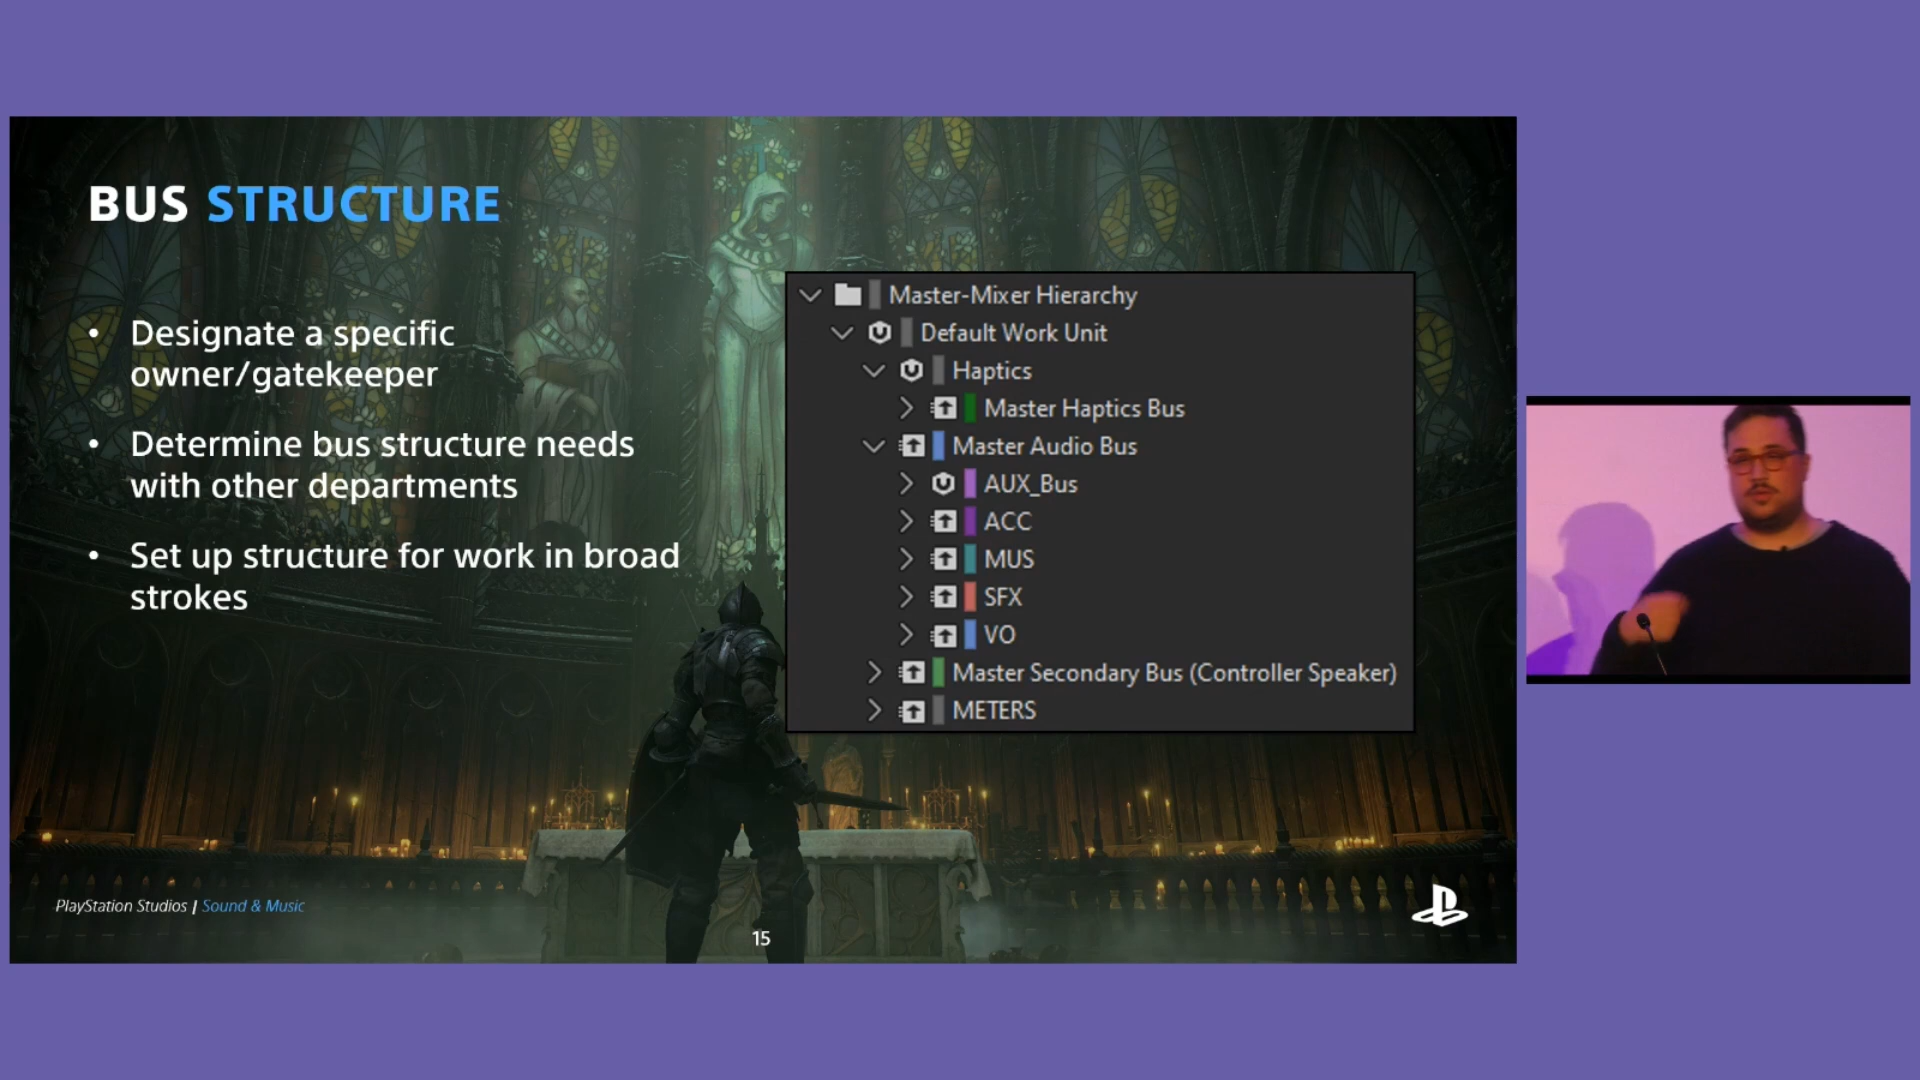 BUS STRUCTURE
• Designate a specific
owner/gatekeeper
• Determine bus structure needs
with other departments
• Set up structure for work in broad
strokes
Master-Mixer Hierarchy
Default Work Unit
Haptics
Master Haptics Bus
Master Audio Bus
AUX_Bus
ACC
MUS
SFX
VO
Master Secondary Bus (Controller Speaker)
METERS
PlayStation Studios | Sound & Music
15